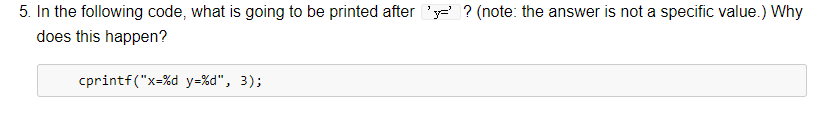 5. In the following code, what is going to be printed after 'y=' ? (note: the answer is not a specific value.) Why
does this happen?
cprintf("x=%d y=%d", 3);